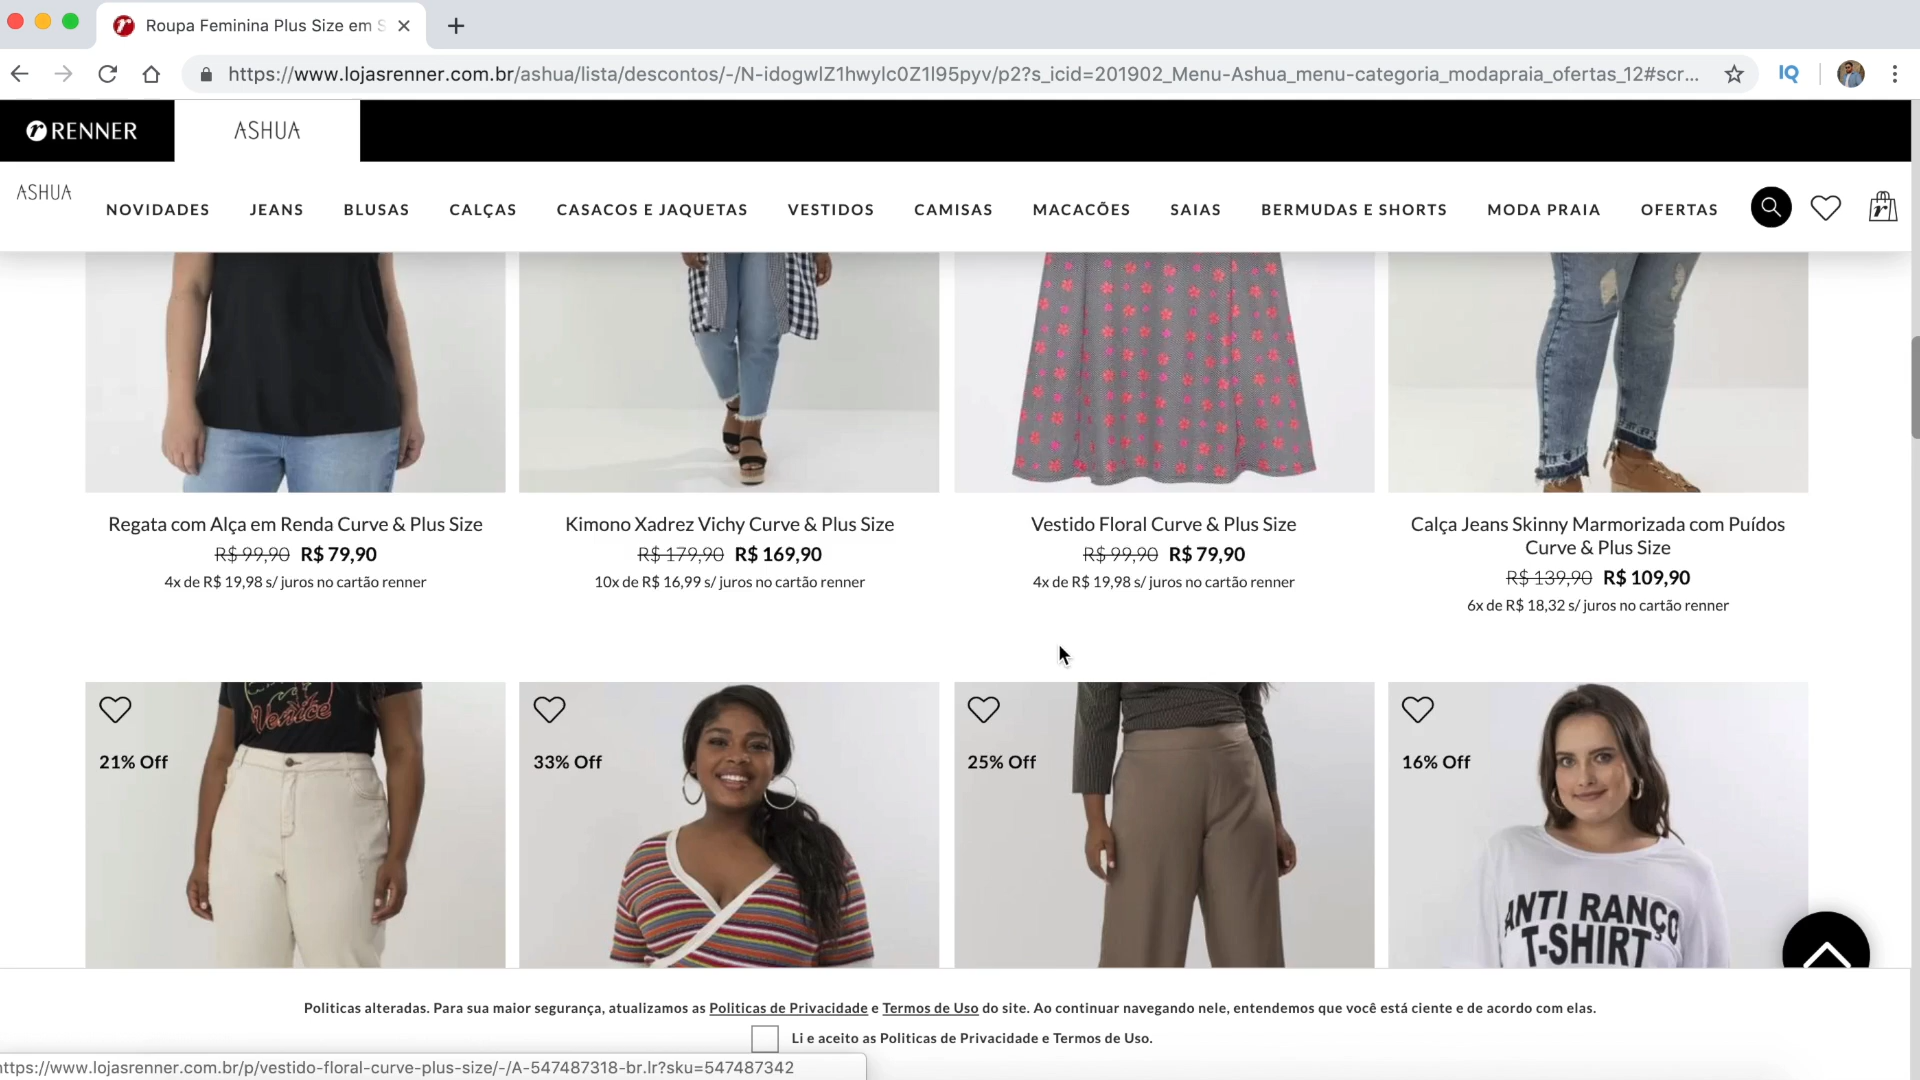 Roupa Feminina Plus Size em S
https://www.lojasrenner.com.br/ashua/lista/descontos/-/N-idogwlZ1hwylc0Z1l95pyv/p2?s_icid=201902_Menu-Ashua_menu-categoria_modapraia_ofertas_12#scr...
IQ
RENNER
ASHUA
ASHUA
NOVIDADES JEANS BLUSAS CALÇAS CASACOS E JAQUETAS VESTIDOS CAMISAS MACACÕES SAIAS BERMUDAS E SHORTS MODA PRAIA OFERTAS
Regata com Alça em Renda Curve & Plus Size
R$ 99,90 R$ 79,90
4x de R$ 19,98 s/ juros no cartão renner
Kimono Xadrez Vichy Curve & Plus Size
R$ 179,90 R$ 169,90
10x de R$ 16,99 s/ juros no cartão renner
Vestido Floral Curve & Plus Size
R$ 99,90 R$ 79,90
4x de R$ 19,98 s/ juros no cartão renner
Calça Jeans Skinny Marmorizada com Puídos
Curve & Plus Size
R$ 139,90 R$ 109,90
6x de R$ 18,32 s/ juros no cartão renner
Venice
21% Off
33% Off
25% Off
16% Off
ANTI RANÇO
T-SHIRT
Politicas alteradas. Para sua maior segurança, atualizamos as Politicas de Privacidade e Termos de Uso do site. Ao continuar navegando nele, entendemos que você está ciente e de acordo com elas.
Li e aceito as Politicas de Privacidade e Termos de Uso.
ttps://www.lojasrenner.com.br/p/vestido-floral-curve-plus-size/-/A-547487318-br.lr?sku=547487342